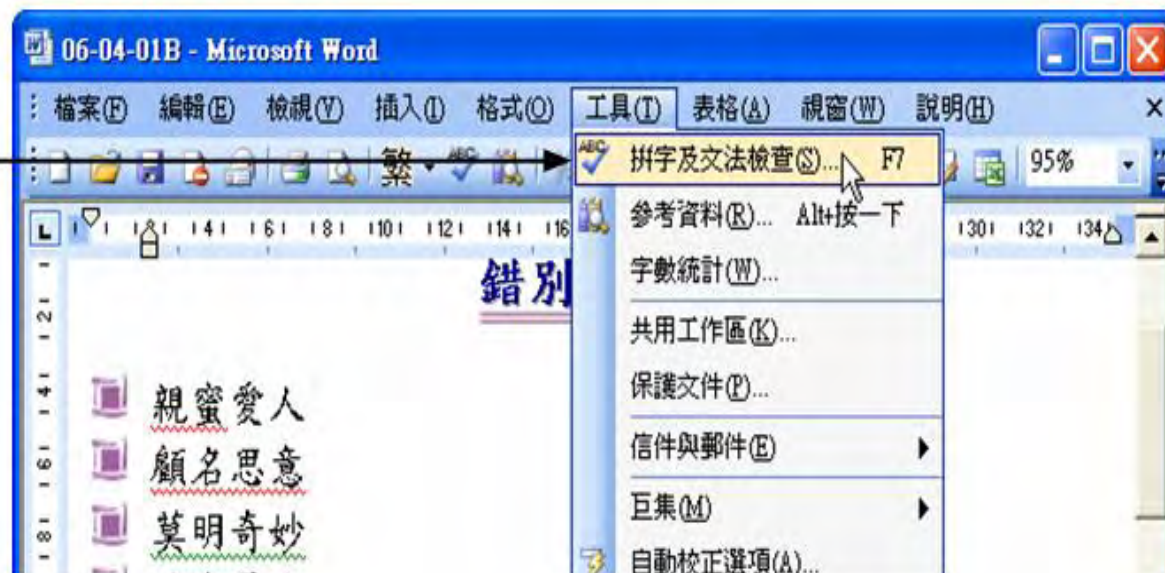 06-04-01B - Microsoft Word
檔案(F) 編輯(E) 檢視(V) 插入(I) 格式(O) 工具(T) 表格(A) 視窗(W) 說明(H)
繁 95%
拼字及文法檢查(S)... F7
參考資料(R)... Alt+按一下
字數統計(W)...
共用工作區(K)...
保護文件(P)...
信件與郵件(E)
巨集(M)
自動校正選項(A)...
錯別
親蜜愛人
顧名思意
莫明奇妙